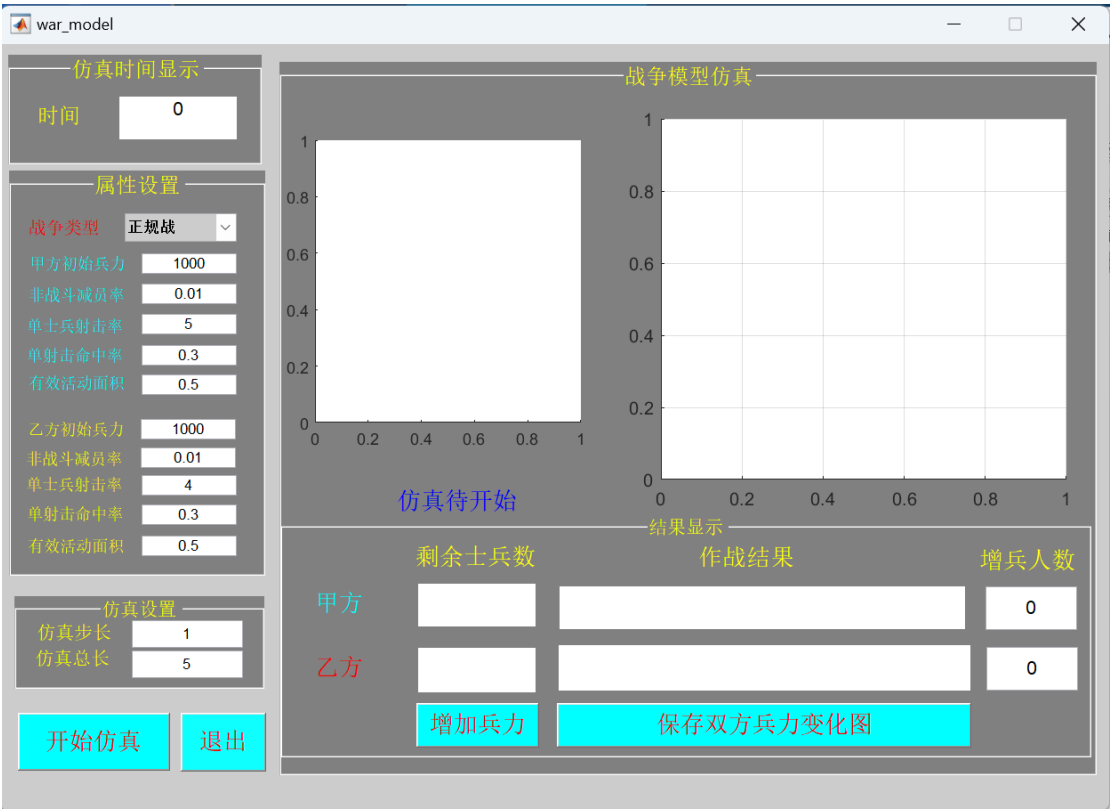 war_model
仿真时间显示
时间 0
属性设置
战争类型 正规战
甲方初始兵力 1000
非战斗减员率 0.01
单士兵射击率 5
单射击命中率 0.3
有效活动面积 0.5
乙方初始兵力 1000
非战斗减员率 0.01
单士兵射击率 4
单射击命中率 0.3
有效活动面积 0.5
仿真设置
仿真步长 1
仿真总长 5
开始仿真 退出
战争模型仿真
1
0.8
0.6
0.4
0.2
0
0 0.2 0.4 0.6 0.8 1
仿真待开始
1
0.8
0.6
0.4
0.2
0
0 0.2 0.4 0.6 0.8 1
结果显示
剩余士兵数 作战结果 增兵人数
甲方 0
乙方 0
增加兵力 保存双方兵力变化图